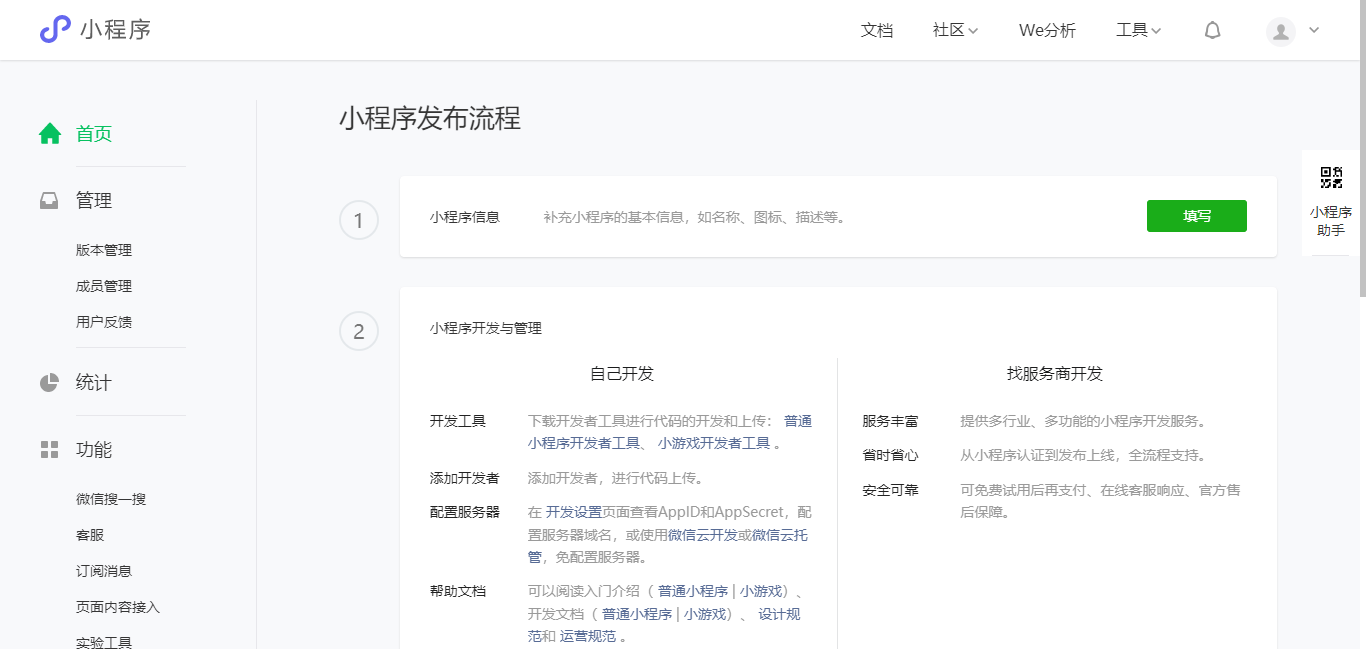 小程序
文档
社区
We分析
工具
首页
管理
版本管理
成员管理
用户反馈
统计
功能
微信搜一搜
客服
订阅消息
页面内容接入
实验工具
小程序发布流程
1
小程序信息
补充小程序的基本信息，如名称、图标、描述等。
填写
2
小程序开发与管理
自己开发
开发工具
下载开发者工具进行代码的开发和上传： 普通
小程序开发者工具、 小游戏开发者工具 。
添加开发者
添加开发者，进行代码上传。
配置服务器
在 开发设置页面查看AppID和AppSecret，配
置服务器域名，或使用微信云开发或微信云托
管，免配置服务器。
帮助文档
可以阅读入门介绍（ 普通小程序 | 小游戏）、
开发文档（ 普通小程序 | 小游戏）、 设计规
范和 运营规范 。
找服务商开发
服务丰富
提供多行业、多功能的小程序开发服务。
省时省心
从小程序认证到发布上线，全流程支持。
安全可靠
可免费试用后再支付、在线客服响应、官方售
后保障。
小程序
助手